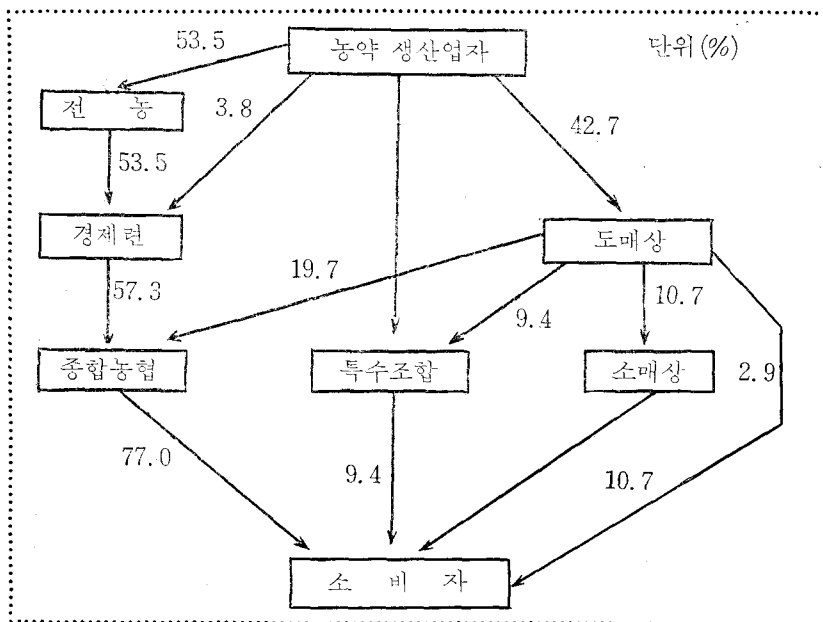 53.5
농약 생산업자
단위(%)
전 농
3.8
42.7
53.5
경제련
도매상
57.3
19.7
9.4
10.7
종합농협
특수조합
소매상
2.9
77.0
9.4
10.7
소 비 자